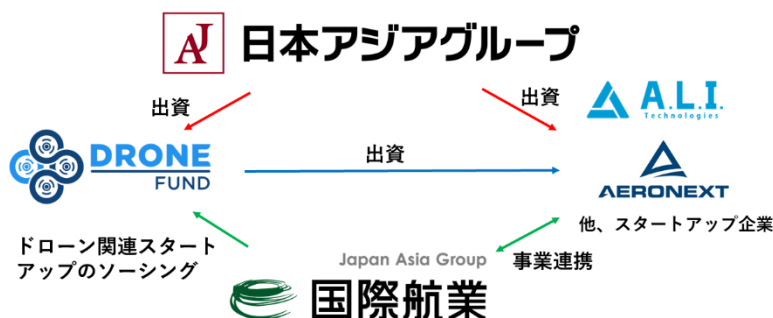 AJ 日本アジアグループ
出資
出資
A.L.I.
Technologies
DRONE
FUND
出資
AERONEXT
他、スタートアップ企業
ドローン関連スタート
アップのソーシング
Japan Asia Group
事業連携
国際航業